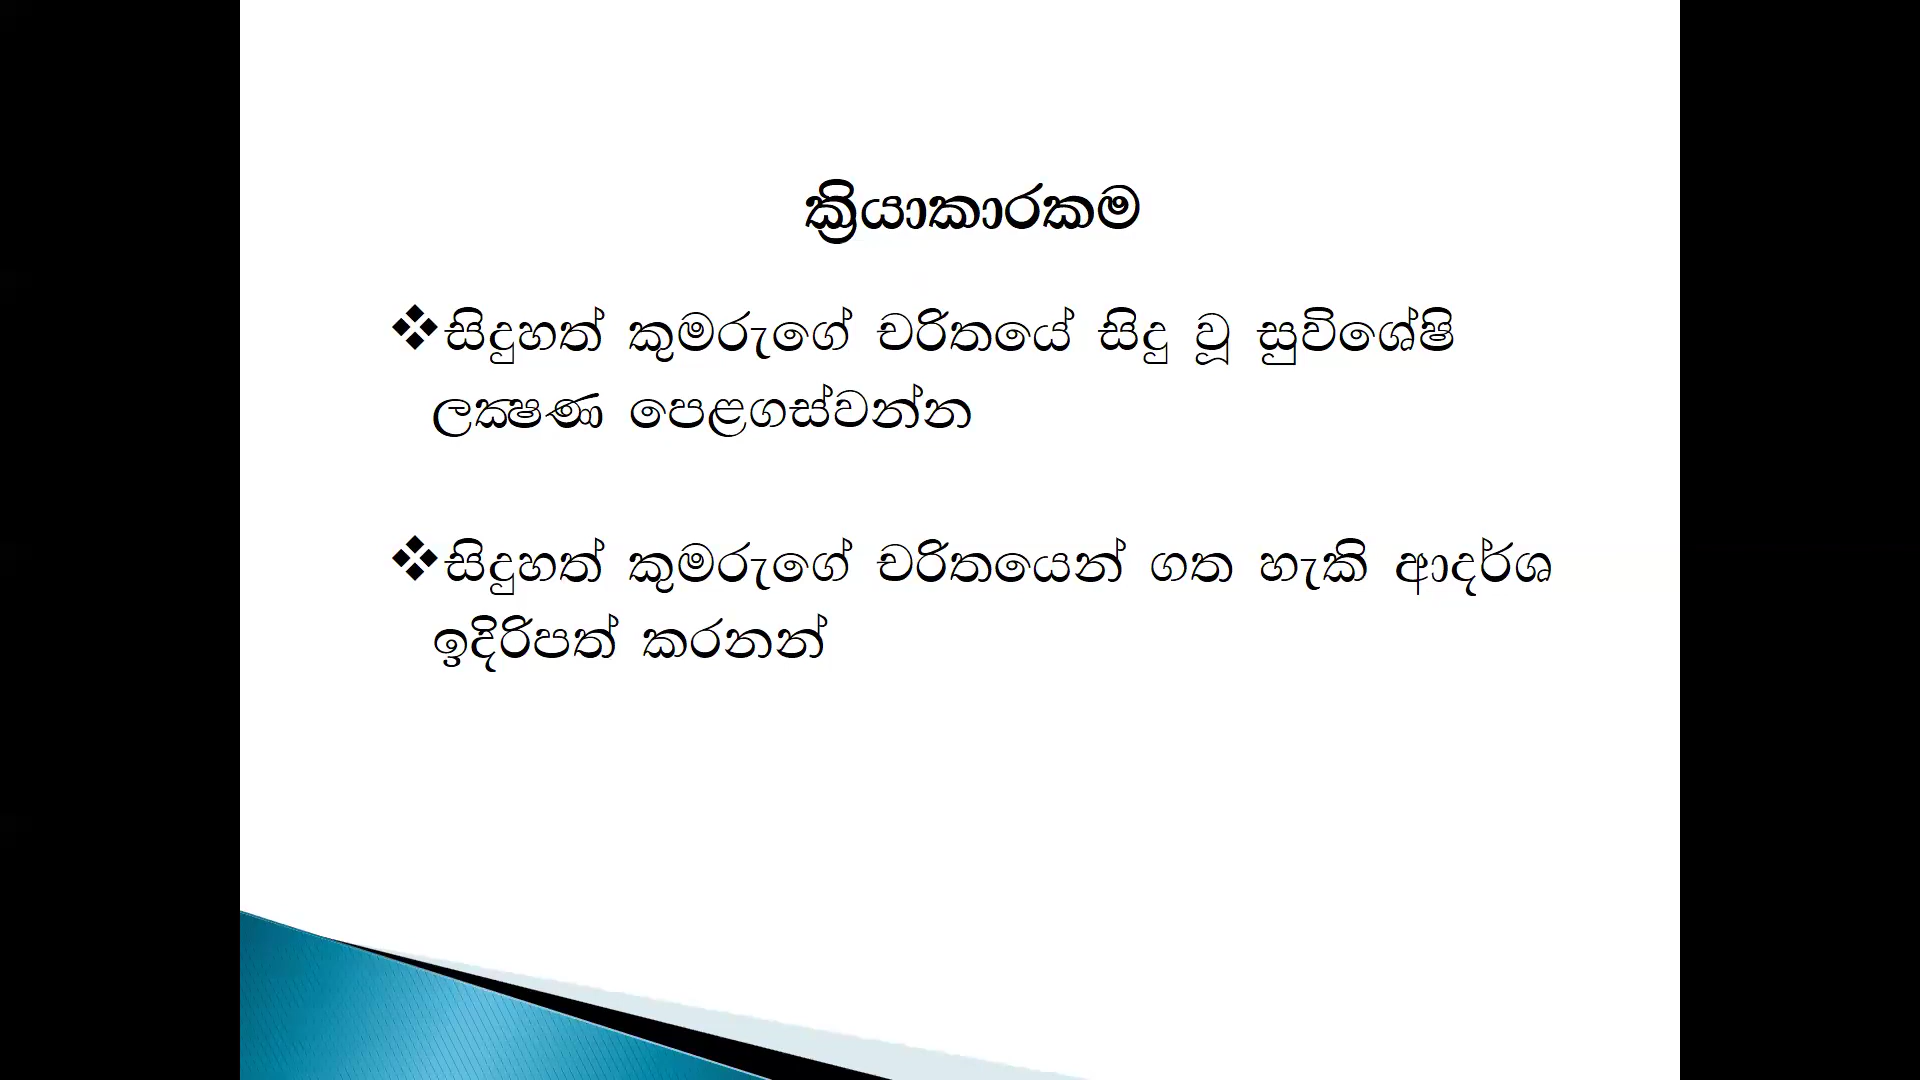 ක්‍රියාකාරකම
❖සිදුහත් කුමරුගේ චරිතයේ සිදු වූ සුවිශේෂි
ලක්‍ෂණ පෙළගස්වන්න
❖සිදුහත් කුමරුගේ චරිතයෙන් ගත හැකි ආදර්ශ
ඉදිරිපත් කරනන්